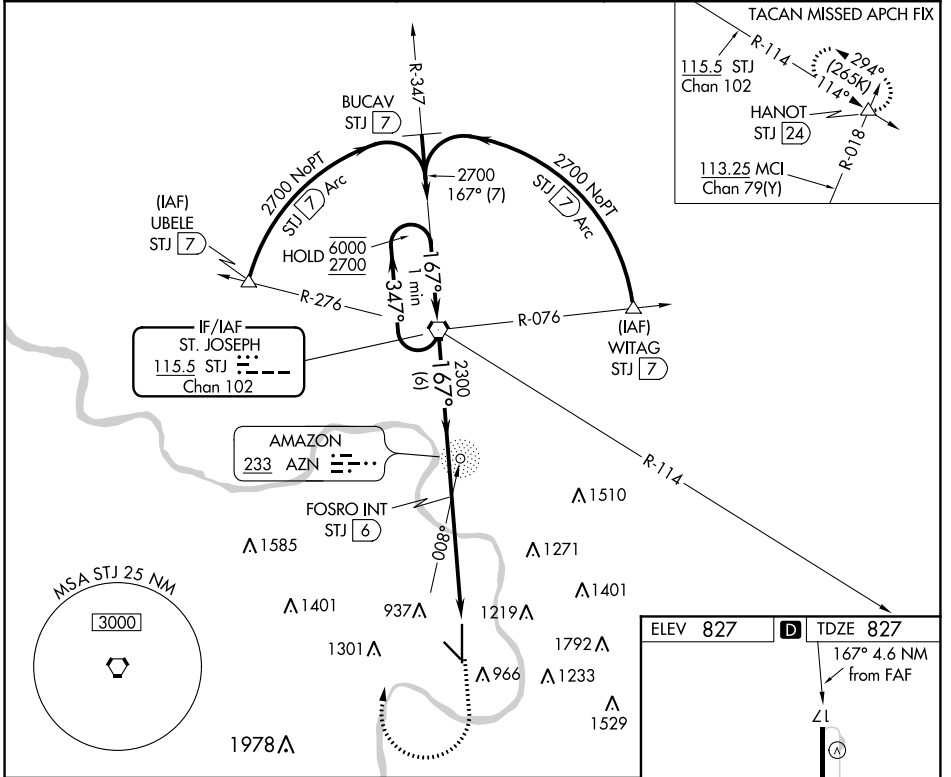 TACAN MISSED APCH FIX
R-114
115.5 STJ
Chan 102
294°
(265K)
114°
HANOT
STJ 24
R-018
113.25 MCI
Chan 79(Y)
R-347
BUCAV
STJ 7
2700 NoPT
STJ 7 Arc
2700 NoPT
STJ 7 Arc
2700
167° (7)
(IAF)
UBELE
STJ 7
HOLD 6000
2700
1 min
167°
347°
R-276
R-076
(IAF)
WITAG
STJ 7
IF/IAF
ST. JOSEPH
115.5 STJ
Chan 102
2300
167°
(6)
AMAZON
233 AZN
R-114
FOSRO INT
STJ 6
008°
1510
1585
1271
1401
1401
937
1219
1301
1792
966
1233
1529
1978
MSA STJ 25 NM
3000
ELEV 827
D
TDZE 827
167° 4.6 NM
from FAF
17